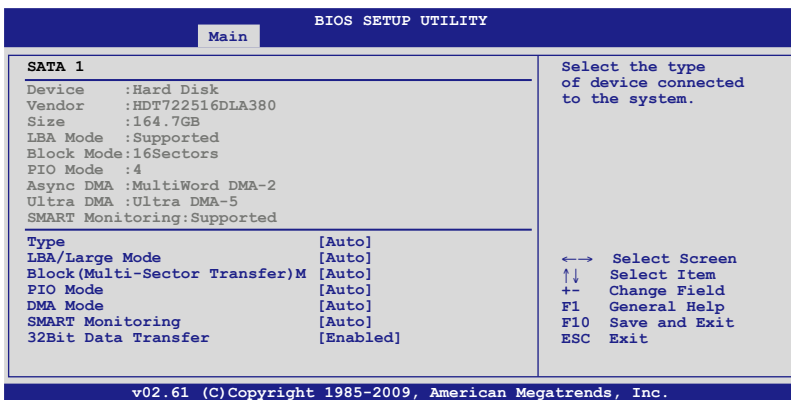 BIOS SETUP UTILITY
Main
SATA 1
Device :Hard Disk
Vendor :HDT722516DLA380
Size :164.7GB
LBA Mode :Supported
Block Mode:16Sectors
PIO Mode :4
Async DMA :MultiWord DMA-2
Ultra DMA :Ultra DMA-5
SMART Monitoring:Supported
Type [Auto]
LBA/Large Mode [Auto]
Block(Multi-Sector Transfer)M [Auto]
PIO Mode [Auto]
DMA Mode [Auto]
SMART Monitoring [Auto]
32Bit Data Transfer [Enabled]
Select the type
of device connected
to the system.
←→ Select Screen
↑↓ Select Item
+- Change Field
F1 General Help
F10 Save and Exit
ESC Exit
v02.61 (C)Copyright 1985-2009, American Megatrends, Inc.